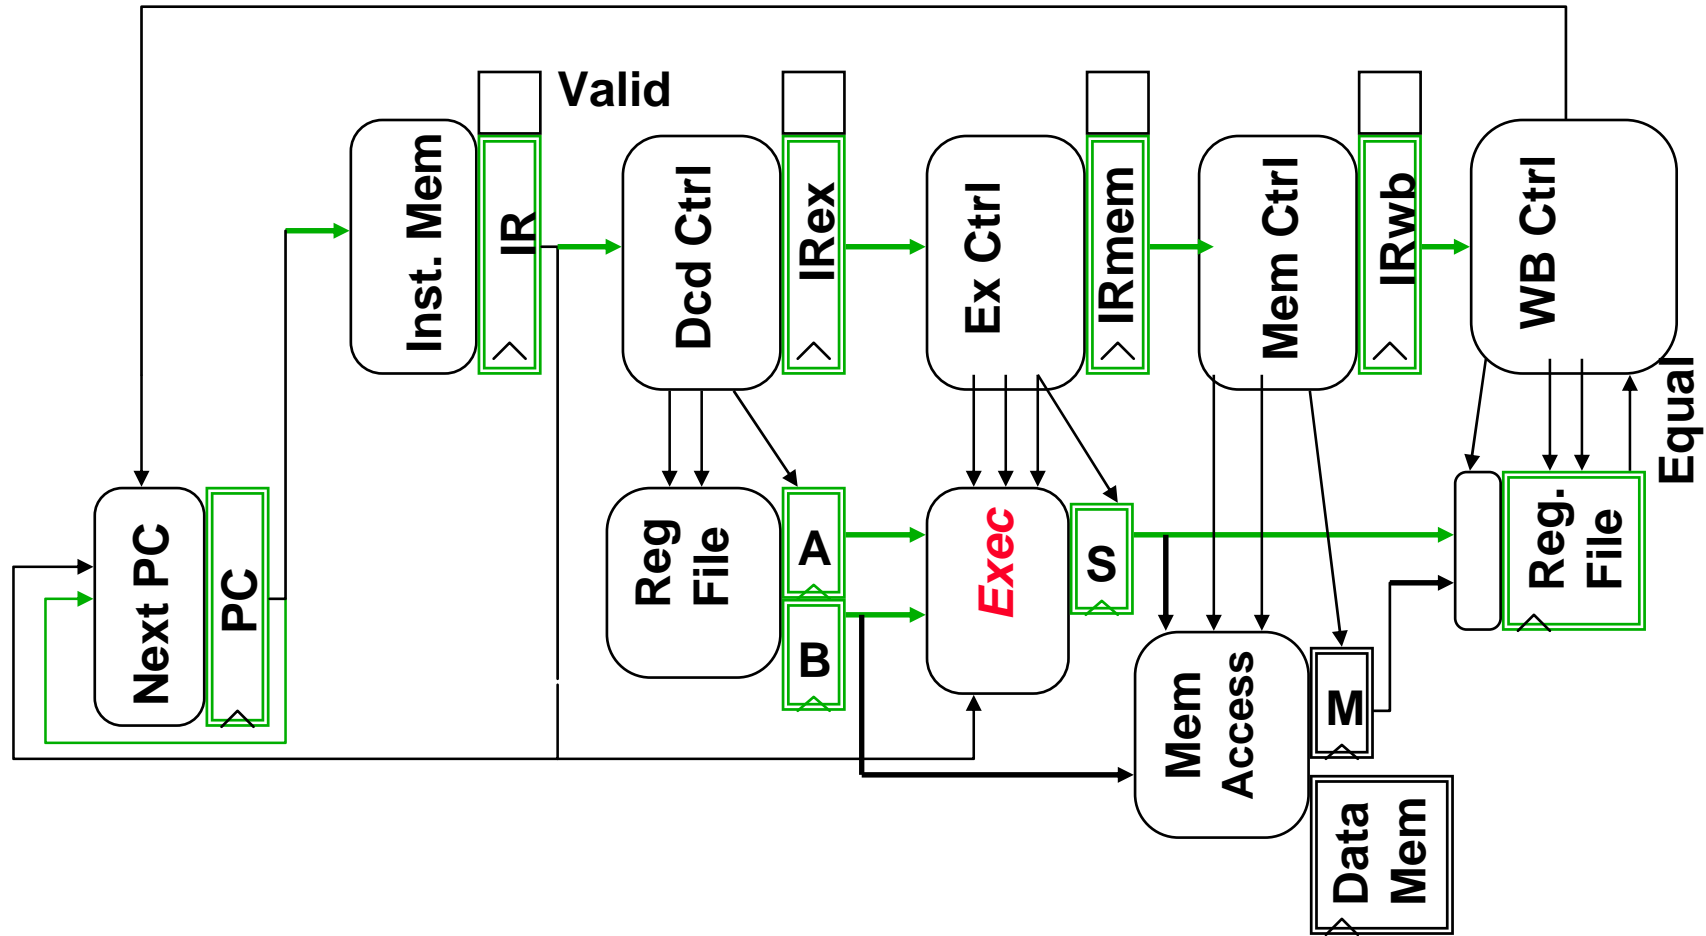 Valid
Inst. Mem
IR
Dcd Ctrl
IRex
Ex Ctrl
IRmem
Mem Ctrl
IRwb
WB Ctrl
Equal
Next PC
PC
Reg
File
A
B
Exec
S
Mem
Access
M
Data
Mem
Reg.
File